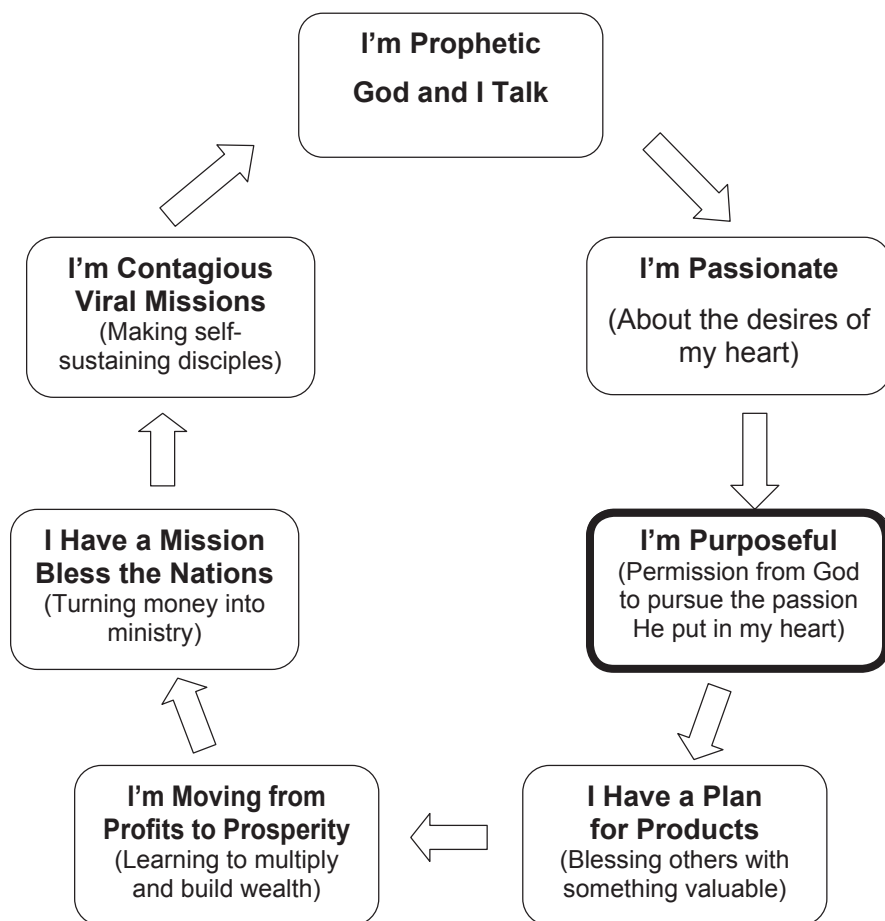 I’m Prophetic
God and I Talk
I’m Passionate
(About the desires of
my heart)
I’m Purposeful
(Permission from God
to pursue the passion
He put in my heart)
I Have a Plan
for Products
(Blessing others with
something valuable)
I’m Moving from
Profits to Prosperity
(Learning to multiply
and build wealth)
I Have a Mission
Bless the Nations
(Turning money into
ministry)
I’m Contagious
Viral Missions
(Making self-
sustaining disciples)